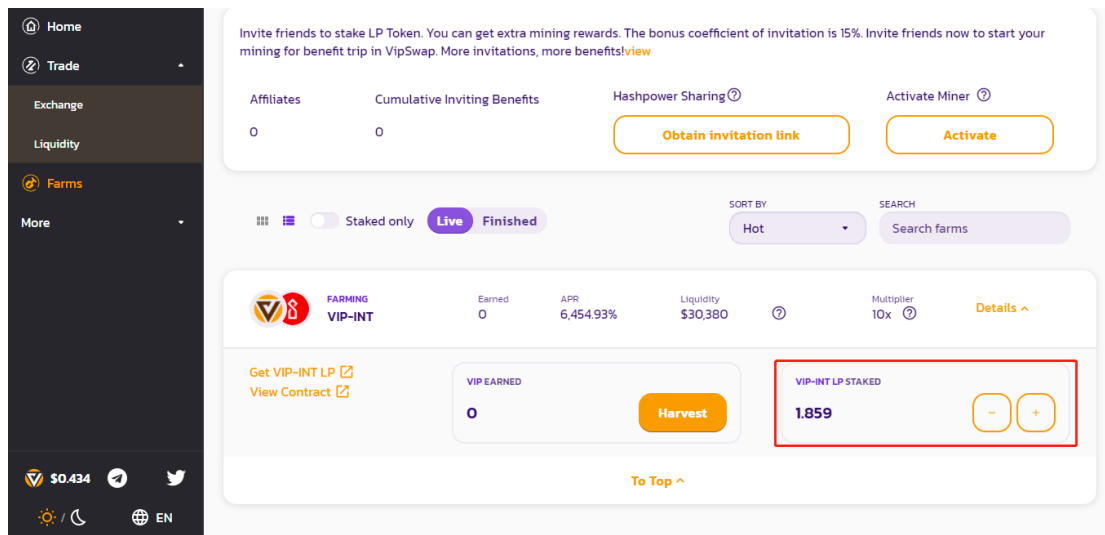 Home
Trade
Exchange
Liquidity
Farms
More
$0.434
/
EN
Invite friends to stake LP Token. You can get extra mining rewards. The bonus coefficient of invitation is 15%. Invite friends now to start your
mining for benefit trip in VipSwap. More invitations, more benefits!view
Affiliates Cumulative Inviting Benefits Hashpower Sharing? Activate Miner ?
0 0 Obtain invitation link Activate
Staked only Live Finished
SORT BY SEARCH
Hot Search farms
FARMING Earned APR Liquidity Multiplier
VIP-INT 0 6,454.93% $30,380 ? 10x ? Details
Get VIP-INT LP
View Contract
VIP EARNED
0 Harvest
VIP-INT LP STAKED
1.859 - +
To Top